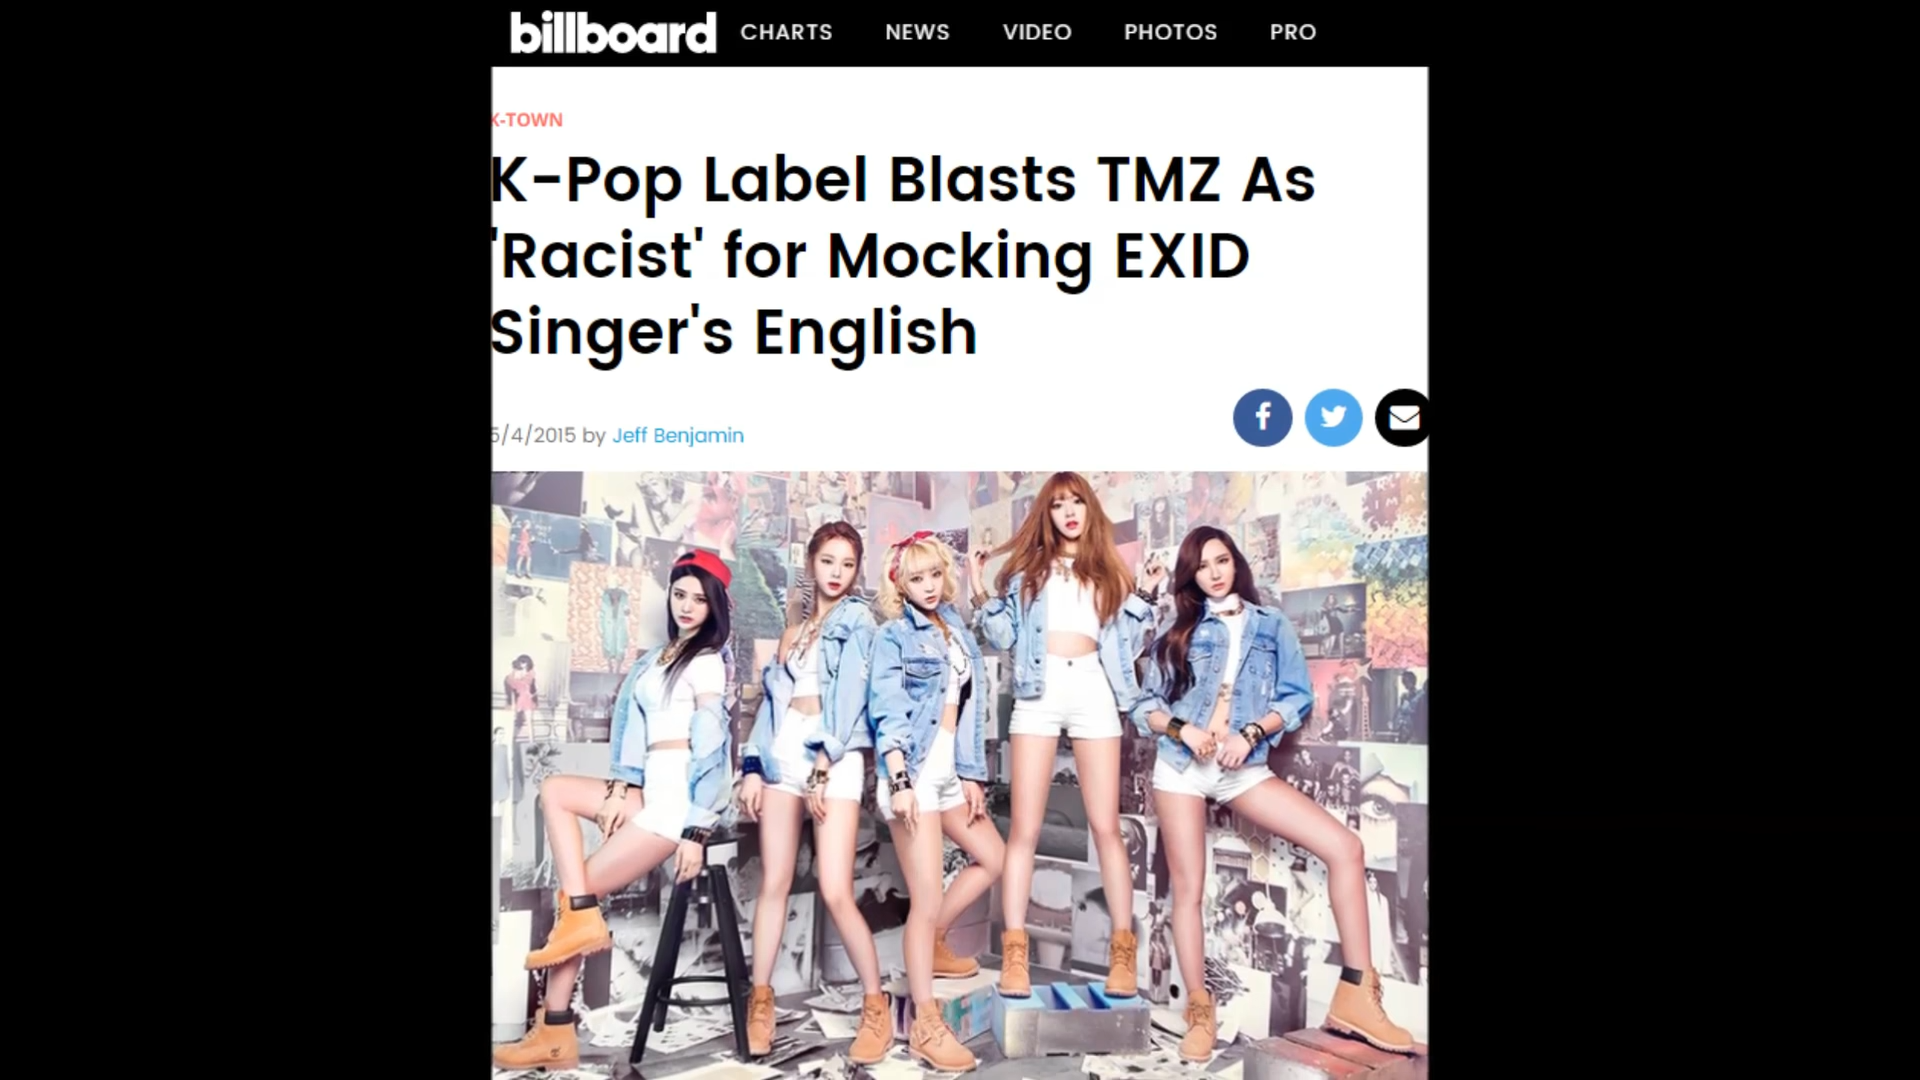 billboard CHARTS NEWS VIDEO PHOTOS PRO
K-TOWN
K-Pop Label Blasts TMZ As
'Racist' for Mocking EXID
Singer's English
5/4/2015 by Jeff Benjamin